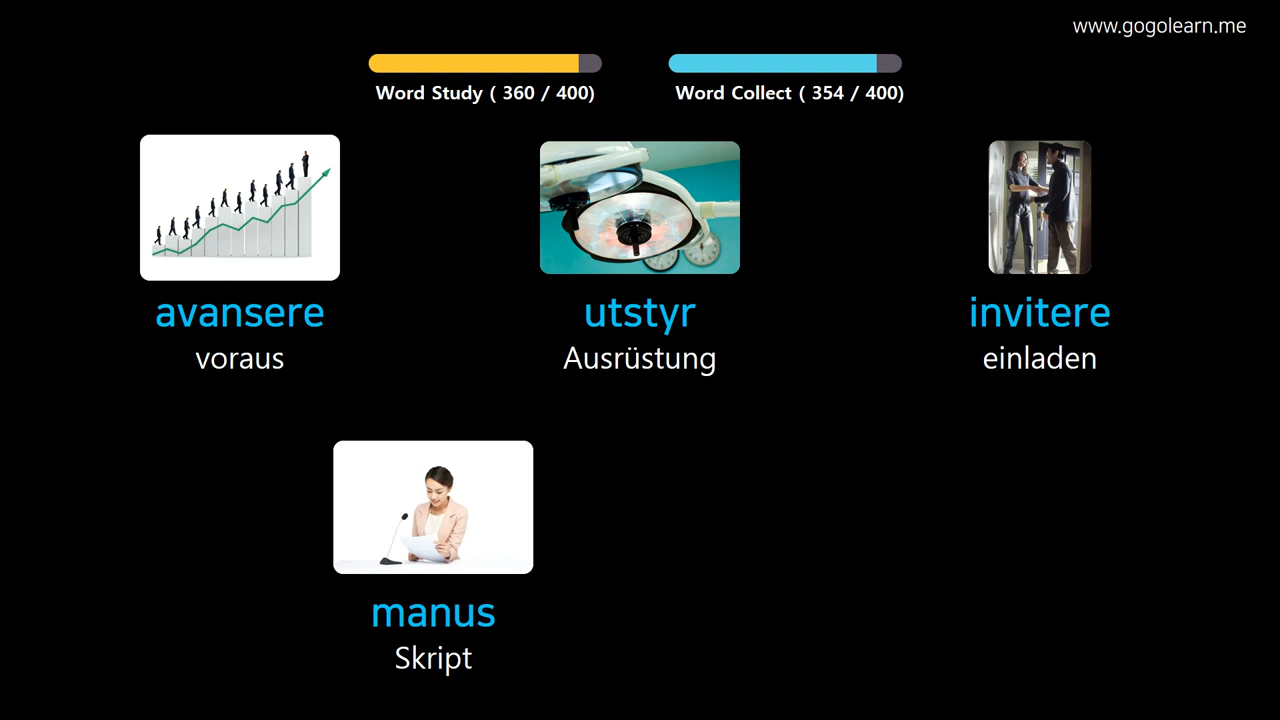 www.gogolearn.me
Word Study ( 360 / 400)
Word Collect ( 354 / 400)
avansere
voraus
utstyr
Ausrüstung
invitere
einladen
manus
Skript